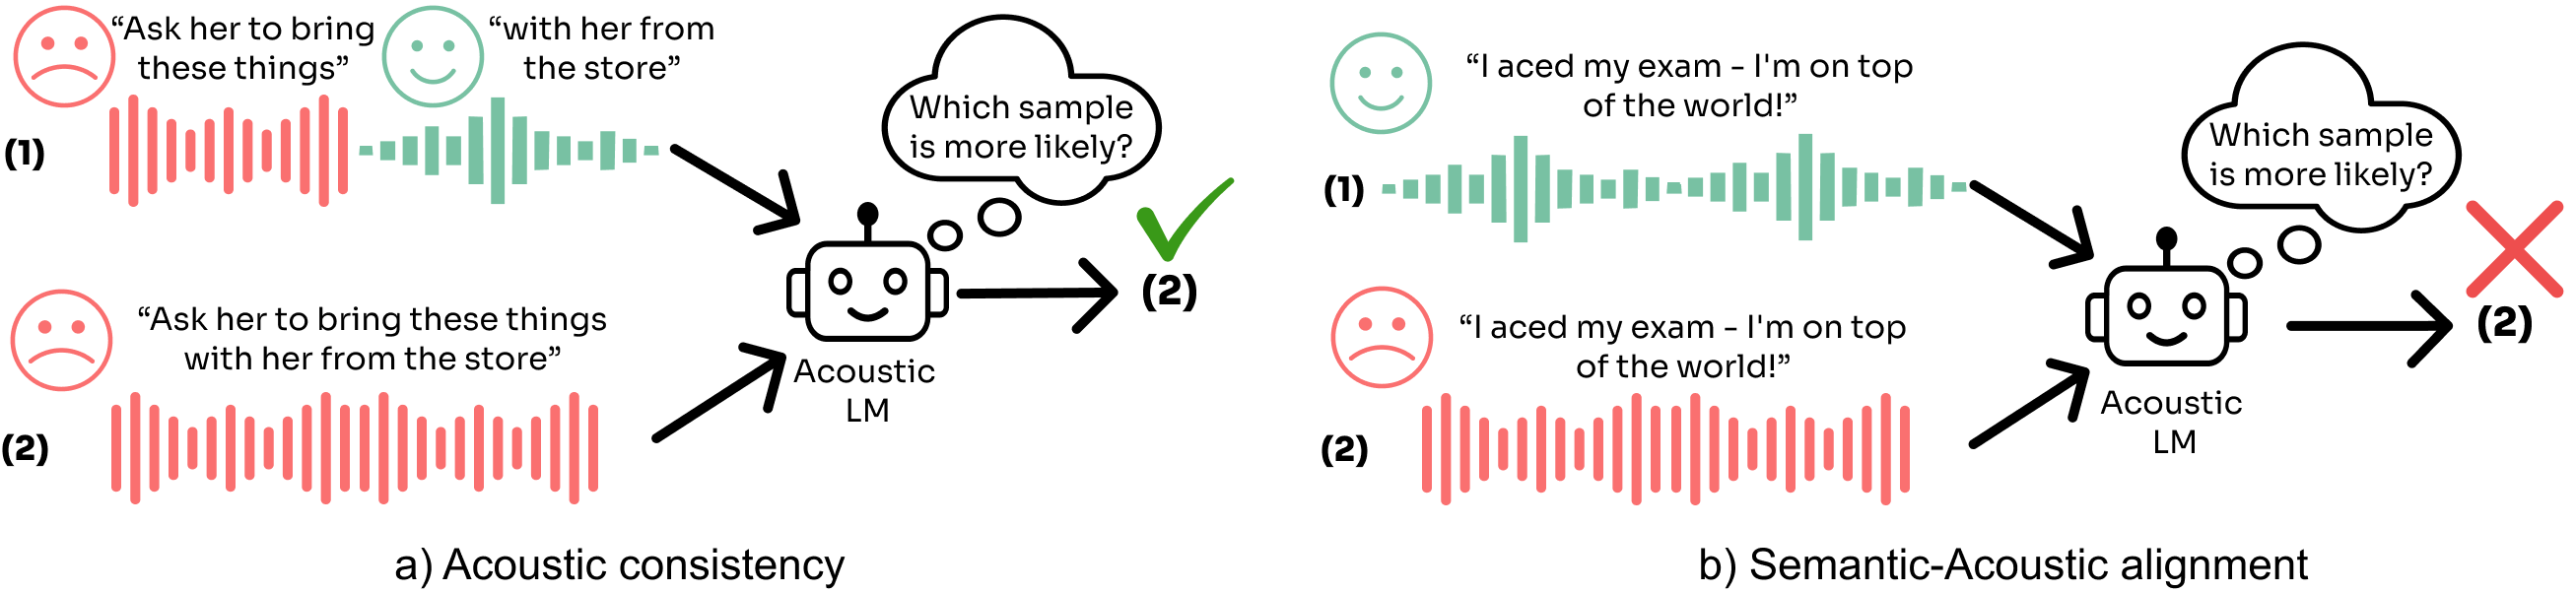 “Ask her to bring
these things”
“with her from
the store”
(1)
Which sample
is more likely?
“Ask her to bring these things
with her from the store”
(2)
Acoustic
LM
(2)
a) Acoustic consistency
“I aced my exam - I'm on top
of the world!”
(1)
Which sample
is more likely?
“I aced my exam - I'm on top
of the world!”
(2)
Acoustic
LM
(2)
b) Semantic-Acoustic alignment